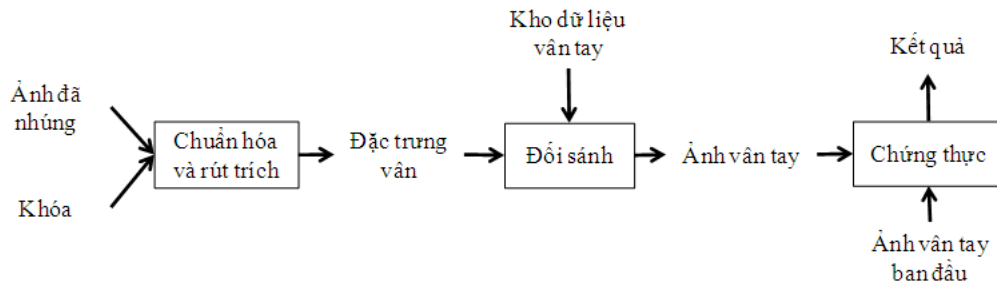 Kho dữ liệu
vân tay
Kết quả
Ảnh đã
nhúng
Chuẩn hóa
và rút trích
Đặc trưng
vân
Đối sánh
Ảnh vân tay
Chứng thực
Khóa
Ảnh vân tay
ban đầu